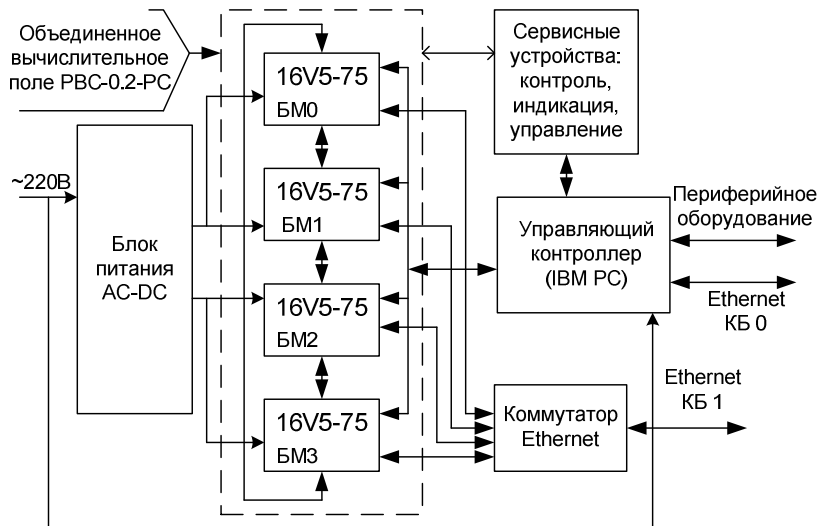 Объединенное
вычислительное
поле РВС-0.2-РС
~220В
Блок
питания
AC-DC
16V5-75
БМ0
16V5-75
БМ1
16V5-75
БМ2
16V5-75
БМ3
Сервисные
устройства:
контроль,
индикация,
управление
Управляющий
контроллер
(IBM PC)
Периферийное
оборудование
Ethernet
КБ 0
Ethernet
КБ 1
Коммутатор
Ethernet